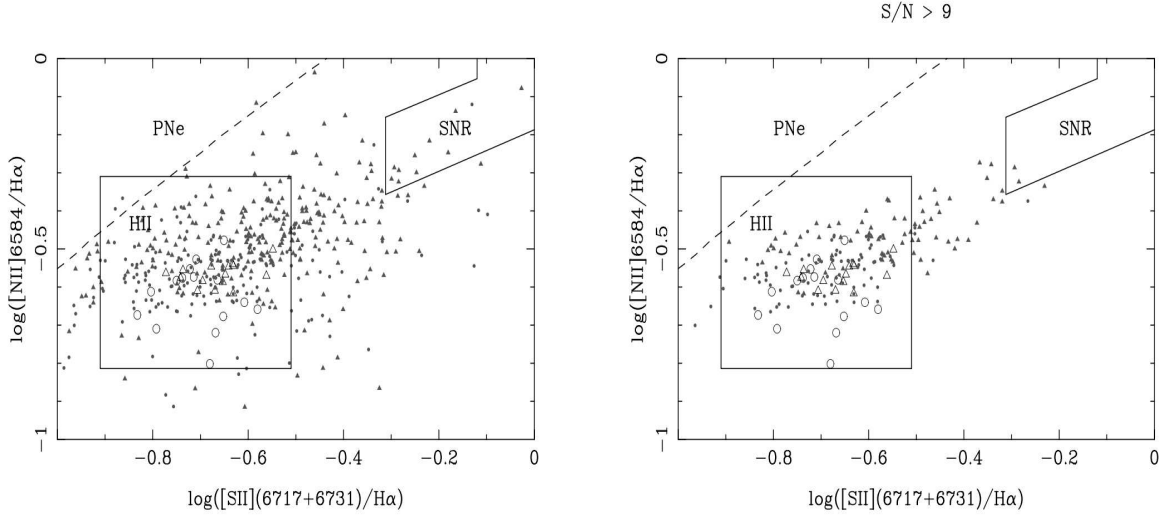 S/N > 9
0
−0.5
−1
log([NII]6584/Hα)
PNe
SNR
HII
−0.8
−0.6
−0.4
−0.2
0
log([SII](6717+6731)/Hα)
0
−0.5
−1
log([NII]6584/Hα)
PNe
SNR
HII
−0.8
−0.6
−0.4
−0.2
0
log([SII](6717+6731)/Hα)